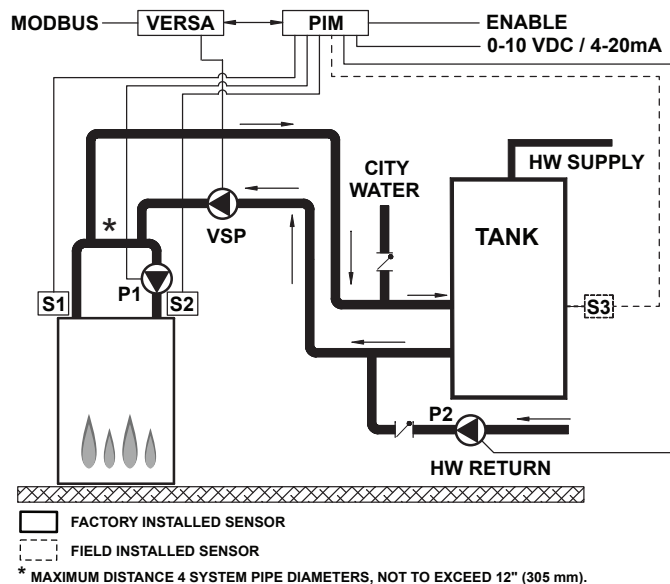 MODBUS VERSA PIM ENABLE
0-10 VDC / 4-20mA
CITY
WATER
HW SUPPLY
TANK
VSP
*
P1
S1
S2
S3
P2
HW RETURN
FACTORY INSTALLED SENSOR
FIELD INSTALLED SENSOR
* MAXIMUM DISTANCE 4 SYSTEM PIPE DIAMETERS, NOT TO EXCEED 12" (305 mm).